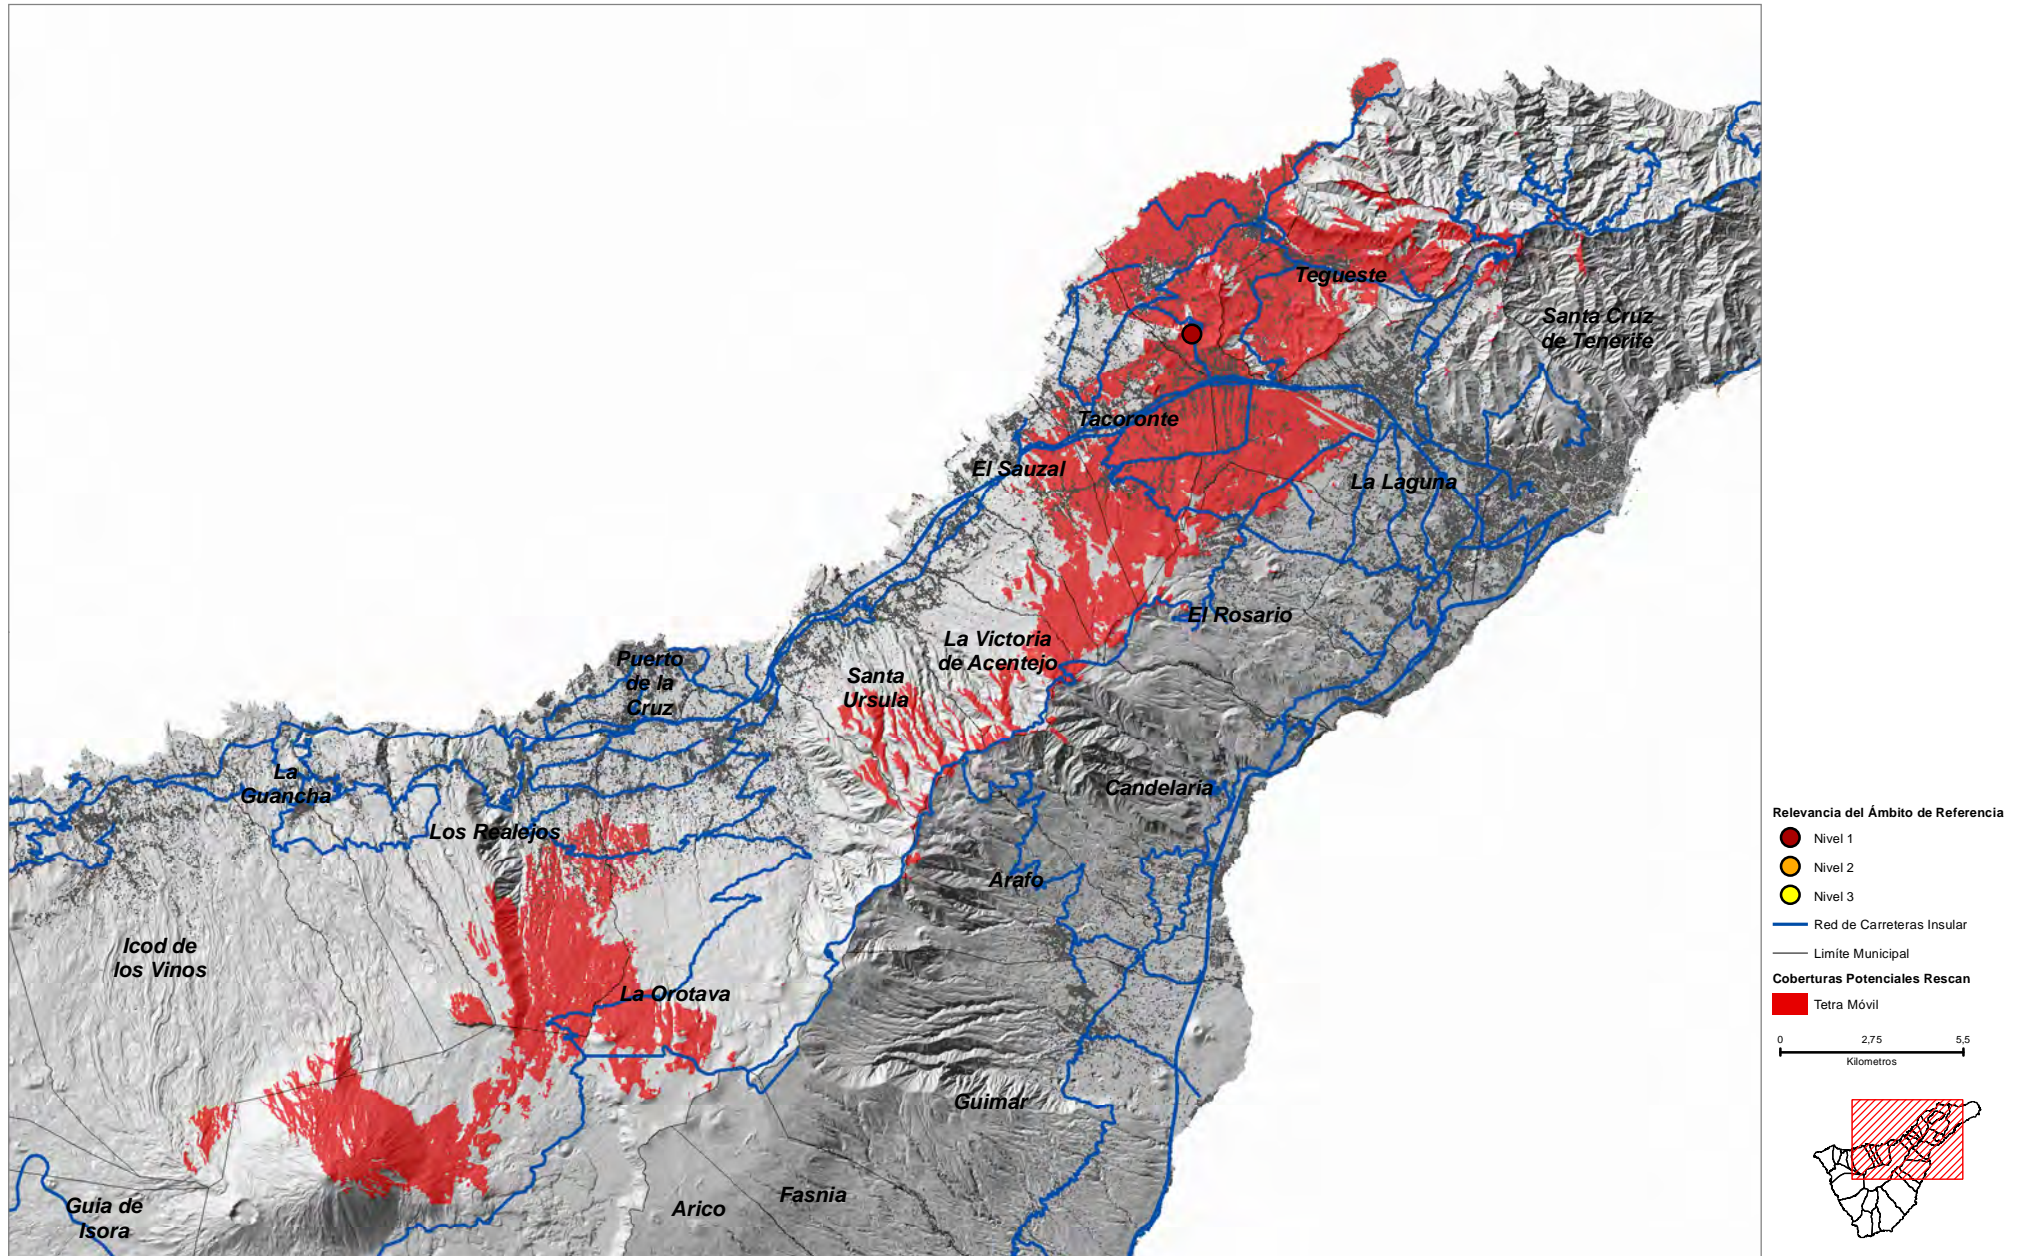 Tegueste
Santa Cruz
de Tenerife
Tacoronte
El Sauzal
La Laguna
El Rosario
La Victoria
de Acentejo
Santa
Ursula
Puerto
de la
Cruz
La
Guancha
Candelaria
Los Realejos
Arafo
Icod de
los Vinos
La Orotava
Guimar
Fasnia
Arico
Guia de
Isora
Relevancia del Ámbito de Referencia
Nivel 1
Nivel 2
Nivel 3
Red de Carreteras Insular
Limíte Municipal
Coberturas Potenciales Rescan
Tetra Móvil
0 2,75 5,5
Kilometros